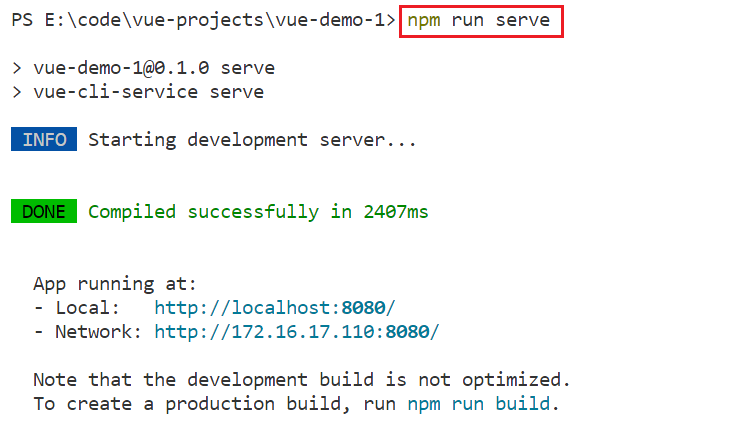 PS E:\code\vue-projects\vue-demo-1> npm run serve
> vue-demo-1@0.1.0 serve
> vue-cli-service serve
INFO Starting development server...
DONE Compiled successfully in 2407ms
App running at:
- Local: http://localhost:8080/
- Network: http://172.16.17.110:8080/
Note that the development build is not optimized.
To create a production build, run npm run build.